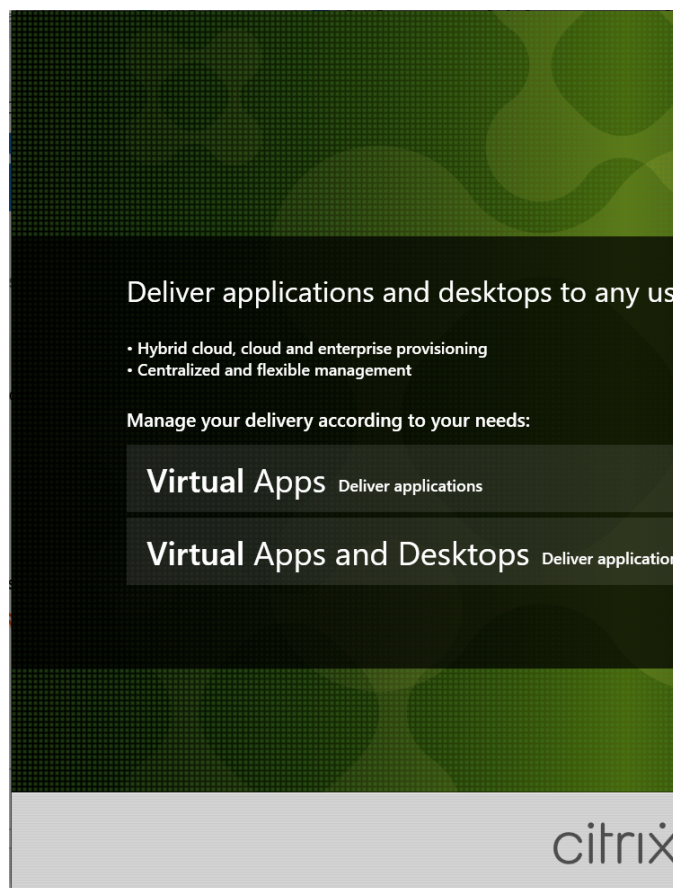 Deliver applications and desktops to any us
• Hybrid cloud, cloud and enterprise provisioning
• Centralized and flexible management
Manage your delivery according to your needs:
Virtual Apps Deliver applications
Virtual Apps and Desktops Deliver application
citrix